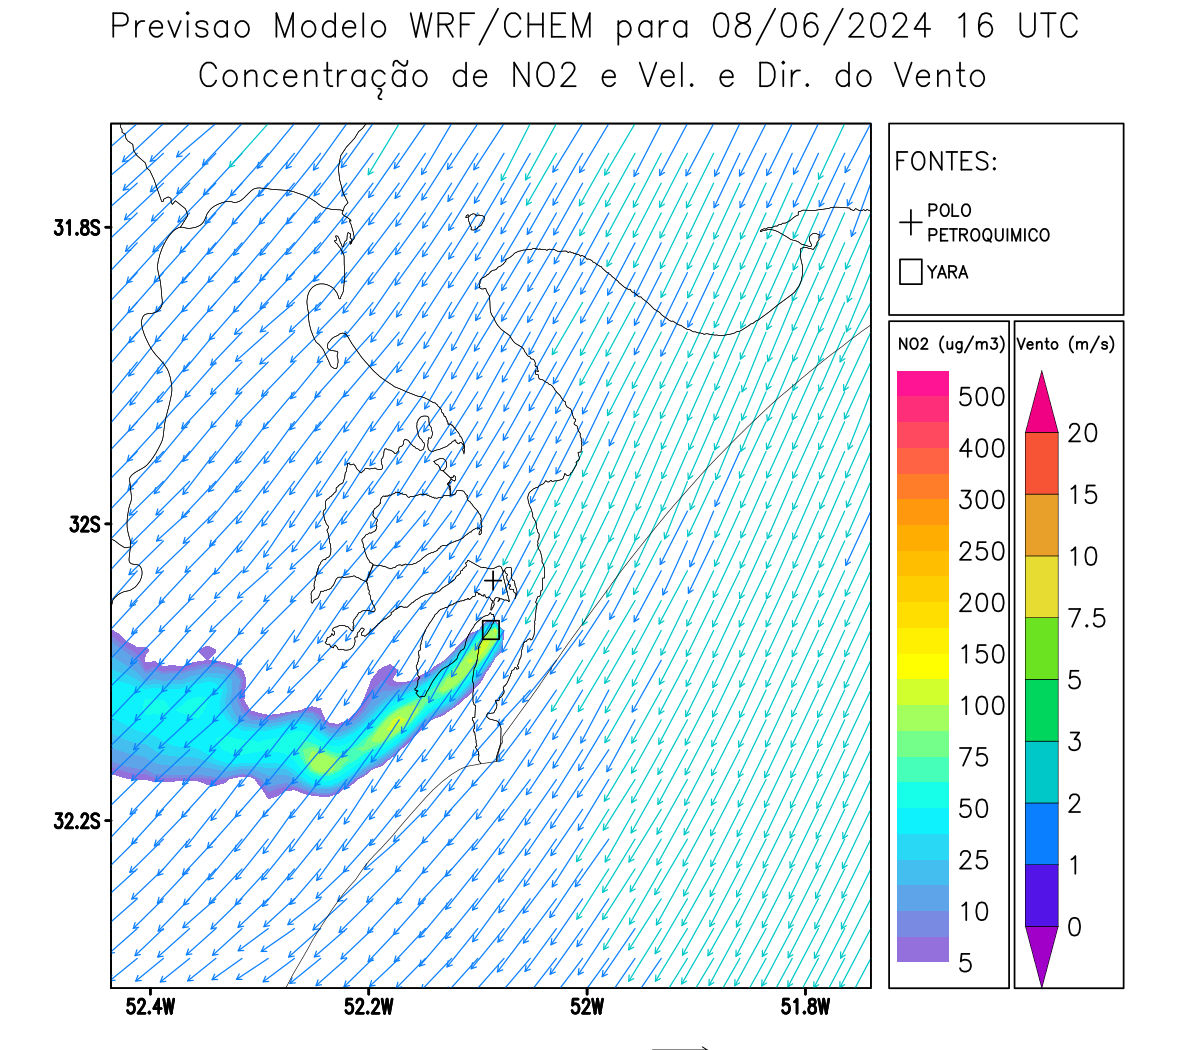 Previsao Modelo WRF/CHEM para 08/06/2024 16 UTC
Concentração de NO2 e Vel. e Dir. do Vento
FONTES:
POLO
PETROQUIMICO
YARA
NO2 (ug/m3)
500
400
300
250
200
150
100
75
50
25
10
5
Vento (m/s)
20
15
10
7.5
5
3
2
1
0
31.8S
32S
32.2S
52.4W
52.2W
52W
51.8W